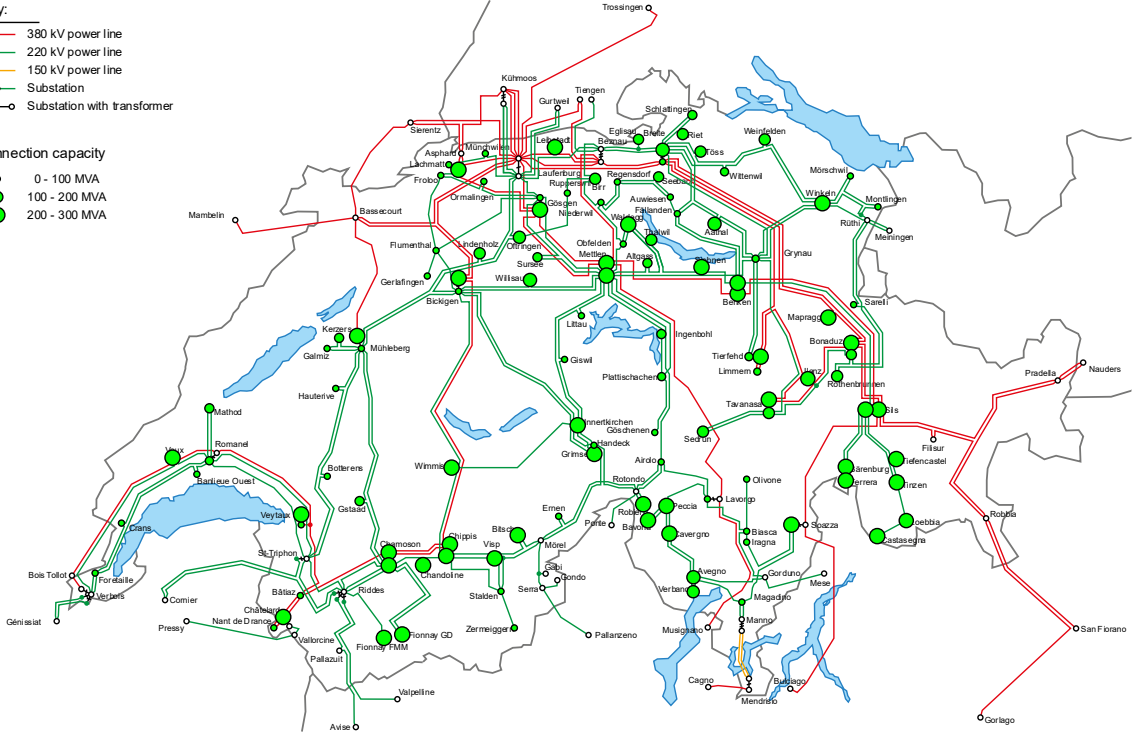 y:
380 kV power line
220 kV power line
150 kV power line
Substation
Substation with transformer
nnection capacity
0 - 100 MVA
100 - 200 MVA
200 - 300 MVA
Trossingen
Kühmoos
Tiengen
Gurtweil
Schlattingen
Sierentz
Eglisau
Breite
Riet
Weinfelden
Beznau
Leibstadt
Asphard
Münchwilen
Töss
Lachmatt
Laufenburg
Wittenwil
Mörschwil
Froloo
Rupperswil
Birr
Regensdorf
Seebach
Ormalingen
Gösgen
Niederwil
Auwiesen
Fällanden
Winkeln
Montlingen
Mambelin
Bassecourt
Waldegg
Aathal
Rüthi
Meiningen
Thalwil
Flumenthal
Lindenholz
Oftringen
Obfelden
Mettlen
Altgass
Grynau
Sursee
Siebnen
Gerlafingen
Willisau
Bickigen
Benken
Sarelli
Mapragg
Kerzers
Littau
Ingenbohl
Galmiz
Mühleberg
Bonaduz
Giswil
Tierfehd
Limmern
Ilanz
Rothenbrunnen
Pradella
Nauders
Plattischachen
Hauterive
Tavanasa
Mathod
Innertkirchen
Göschenen
Sils
Sedrun
Filisur
Romanel
Handeck
Vaux
Grimsel
Wimmis
Airolo
Tiefencastel
Bärenburg
Banlieue Ouest
Botterens
Rotondo
Olivone
Ferrera
Tinzen
Gstaad
Robiei
Peccia
Lavorgo
Crans
Veytaux
Ernen
Ponte
Bavona
Soazza
Robbia
Loebbia
Bitsch
Biasca
Iragna
Cavergno
Castasegna
Chamoson
Chippis
Visp
Mörel
St-Triphon
Bois Tollot
Foretaille
Chandoline
Gabi
Gondo
Avegno
Gorduno
Mese
Verbois
Bâtiaz
Riddes
Stalden
Serra
Verbano
Cornier
Magadino
Châtelard
Génissiat
Pressy
Nant de Drance
Zermeiggern
Pallanzeno
Musignano
Manno
San Fiorano
Vallorcine
Fionnay GD
Fionnay FMM
Pallazuit
Cagno
Bulciago
Valpelline
Mendrisio
Avise
Gorlago